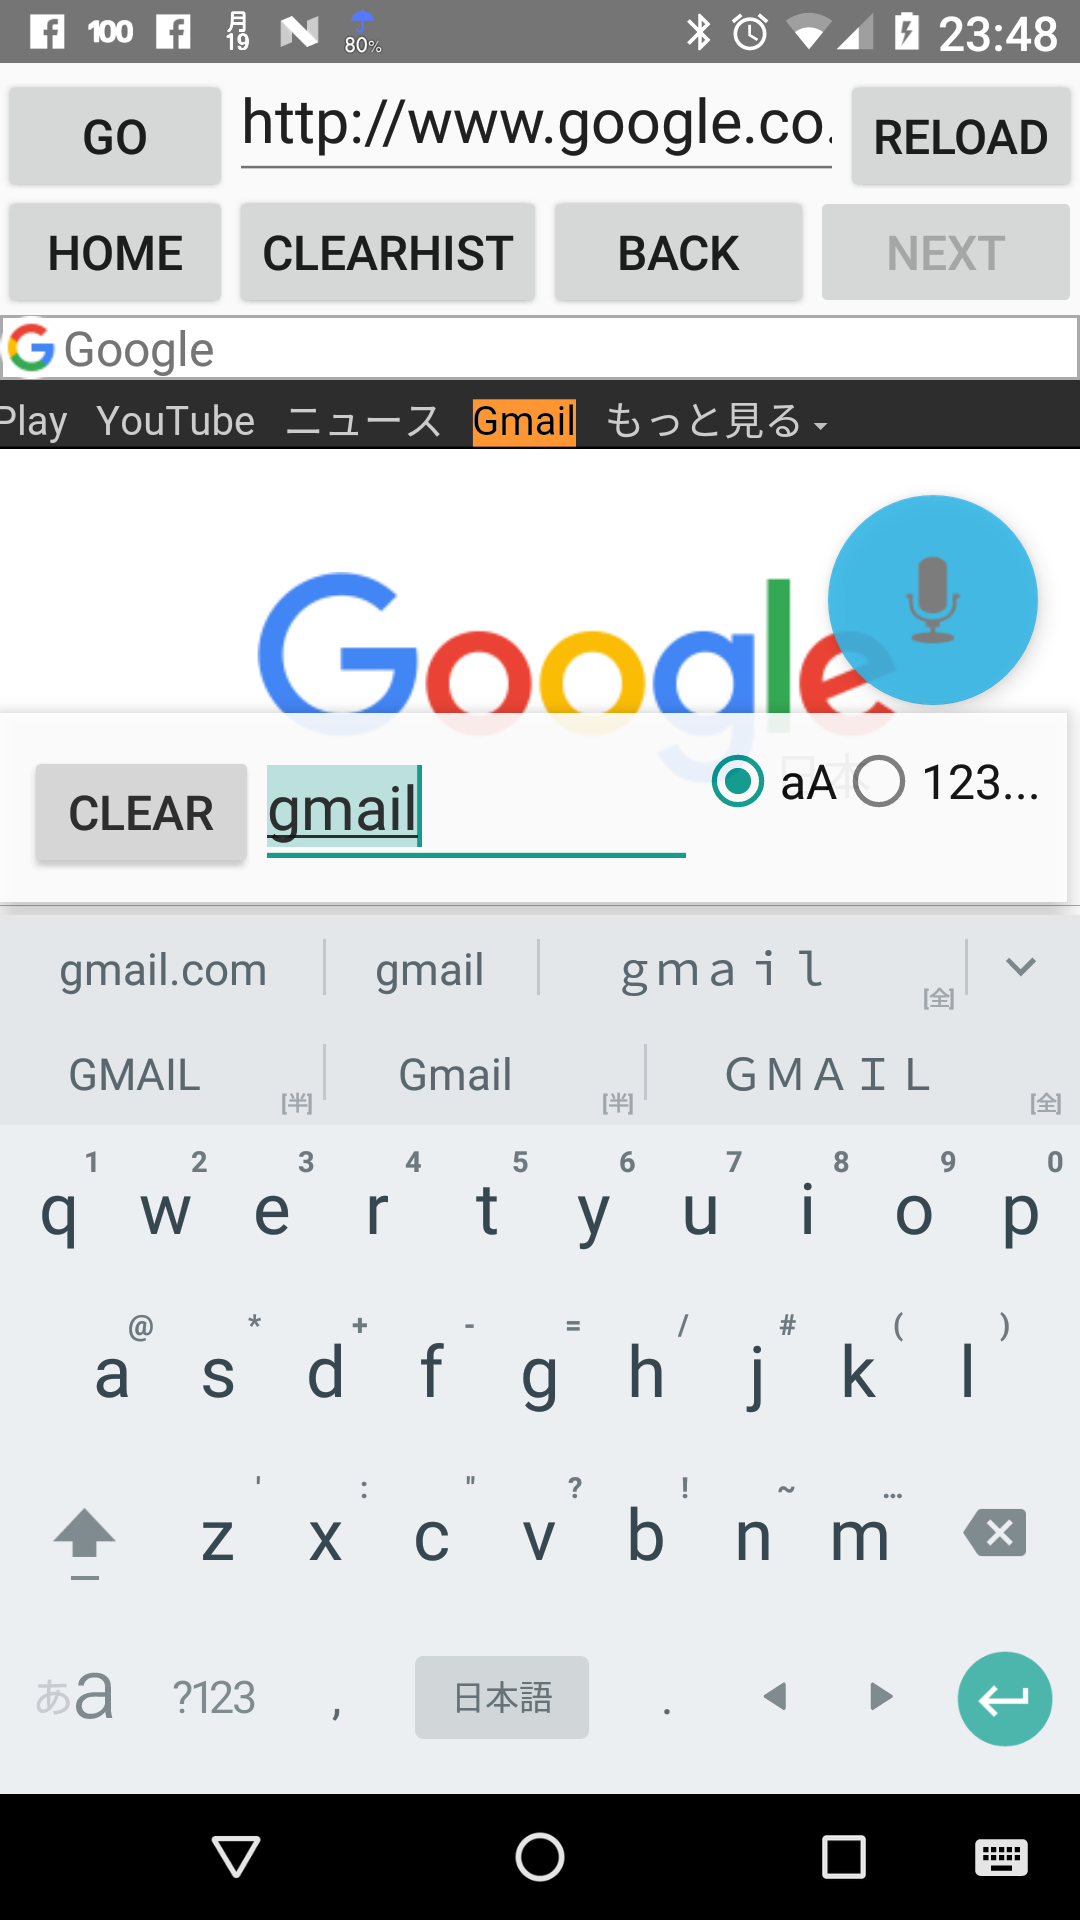 100 月 19 80% 23:48
GO http://www.google.co. RELOAD
HOME CLEARHIST BACK NEXT
Google
Play YouTube ニュース Gmail もっと見る
Google
日本
CLEAR gmail aA 123...
gmail.com gmail ｇｍａｉｌ [全]
GMAIL [半] Gmail [半] ＧＭＡＩＬ [全]
1 2 3 4 5 6 7 8 9 0
q w e r t y u i o p
@ * + - = / # ( )
a s d f g h j k l
' : " ? ! ~ …
z x c v b n m
あa ?123 , 日本語 .